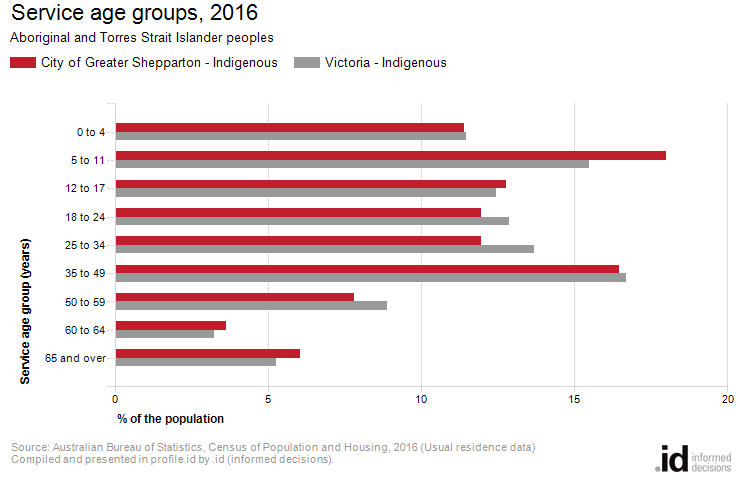 Service age groups, 2016
Aboriginal and Torres Strait Islander peoples
City of Greater Shepparton - Indigenous
Victoria - Indigenous
Service age group (years)
0 to 4
5 to 11
12 to 17
18 to 24
25 to 34
35 to 49
50 to 59
60 to 64
65 and over
0 5 10 15 20
% of the population
Source: Australian Bureau of Statistics, Census of Population and Housing, 2016 (Usual residence data)
Compiled and presented in profile.id by .id (informed decisions).
.id informed
decisions